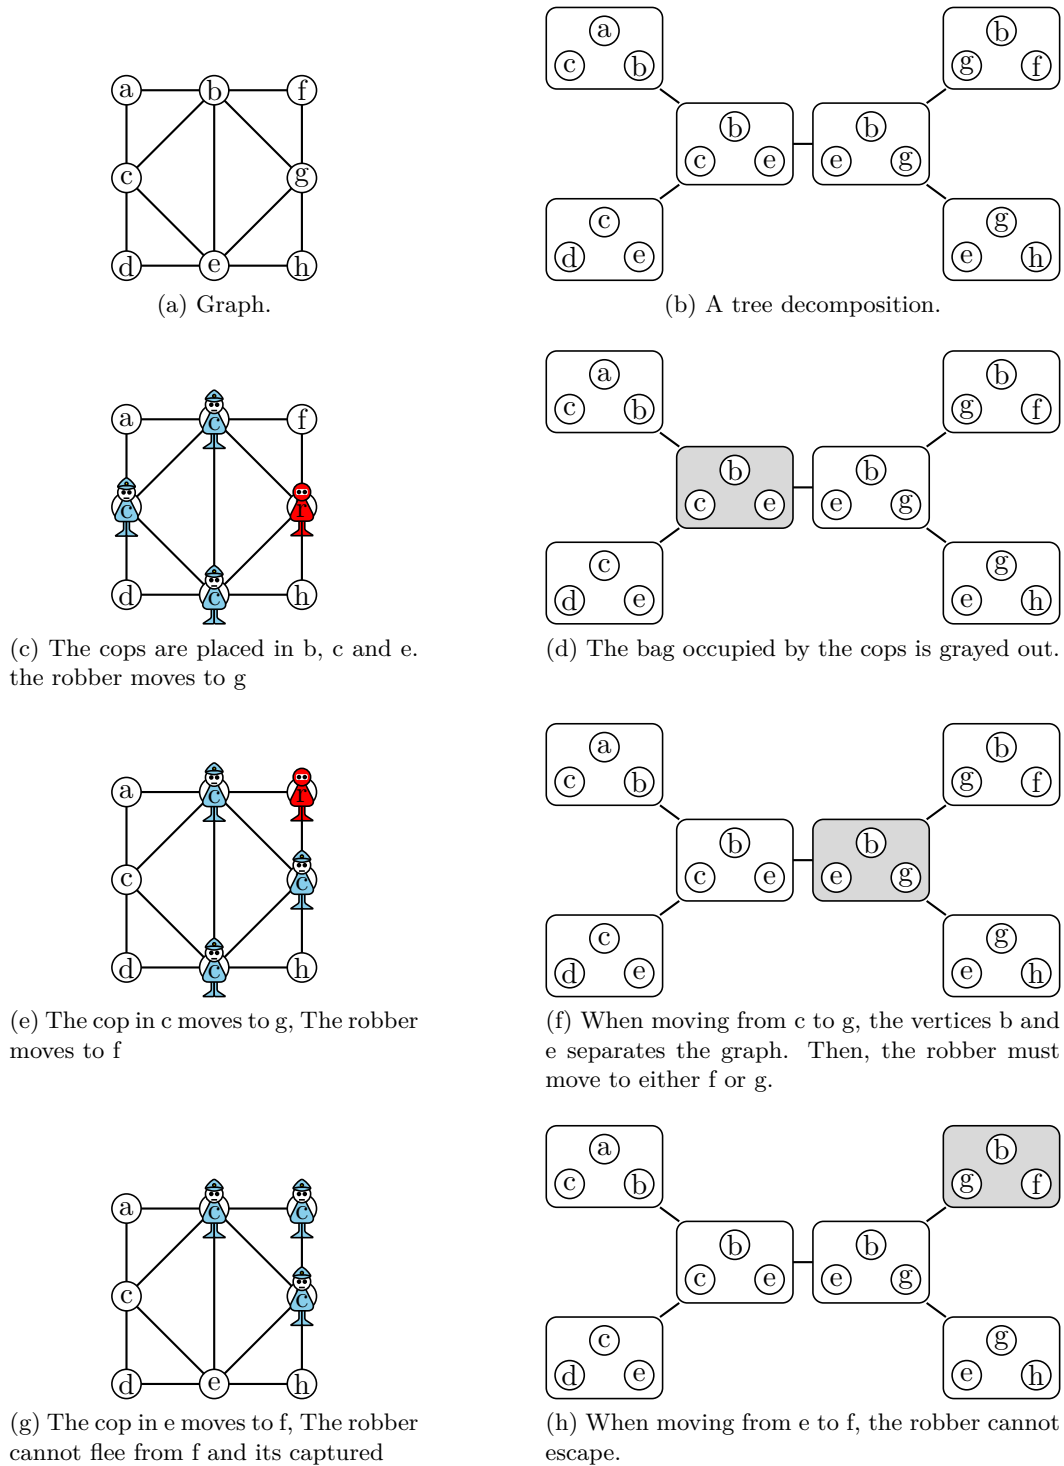 a b f
c g
d e h
(a) Graph.
a
c b
b
g f
b
c e
b
e g
c
d e
g
e h
(b) A tree decomposition.
a c f
c r
d c h
(c) The cops are placed in b, c and e.
the robber moves to g
a
c b
b
g f
b
c e
b
e g
c
d e
g
e h
(d) The bag occupied by the cops is grayed out.
a c r
c c
d c h
(e) The cop in c moves to g, The robber
moves to f
a
c b
b
g f
b
c e
b
e g
c
d e
g
e h
(f) When moving from c to g, the vertices b and
e separates the graph. Then, the robber must
move to either f or g.
a c c
c c
d e h
(g) The cop in e moves to f, The robber
cannot flee from f and its captured
a
c b
b
g f
b
c e
b
e g
c
d e
g
e h
(h) When moving from e to f, the robber cannot
escape.